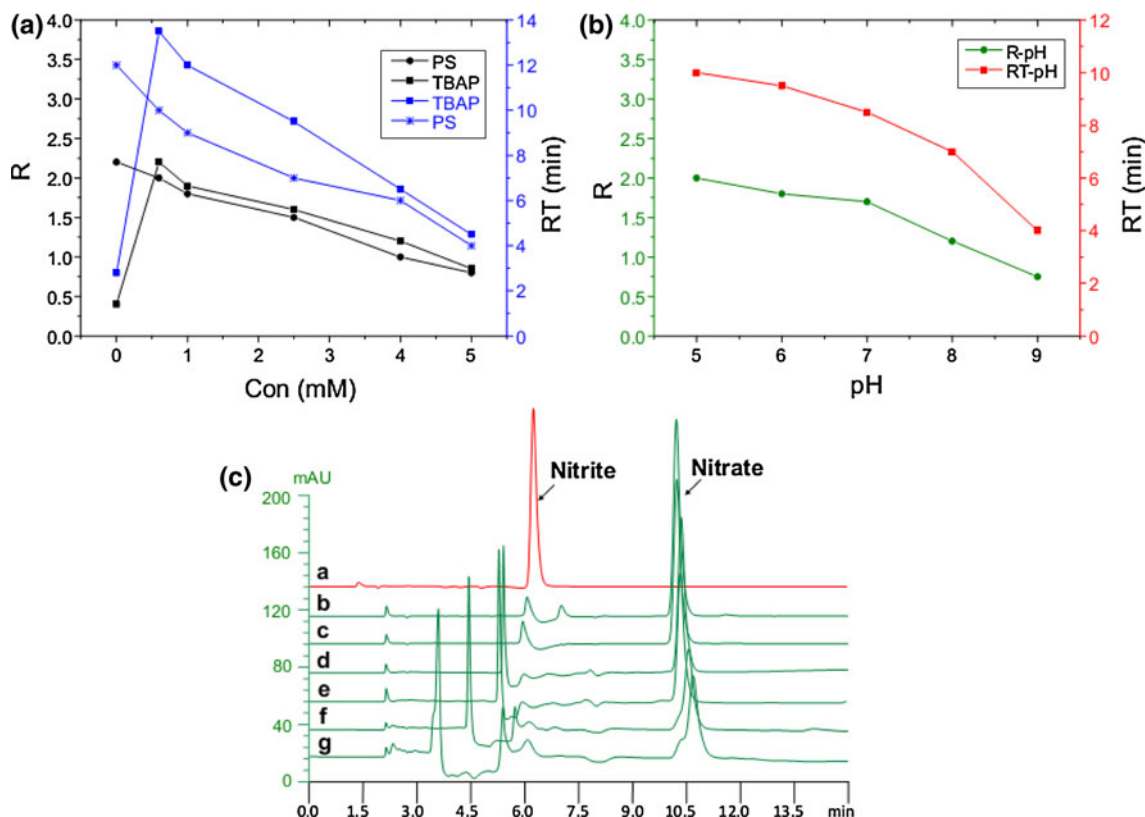 (a)
4.0
3.5
3.0
2.5
2.0
1.5
1.0
0.5
0.0
R
PS
TBAP
TBAP
PS
14
12
10
8
6
4
2
0
RT (min)
0 1 2 3 4 5
Con (mM)
(b)
4.0
3.5
3.0
2.5
2.0
1.5
1.0
0.5
0.0
R
R-pH
RT-pH
12
10
8
6
4
2
0
RT (min)
5 6 7 8 9
pH
(c)
mAU
200
160
120
80
40
0
Nitrite
Nitrate
a
b
c
d
e
f
g
0.0 1.5 3.0 4.5 6.0 7.5 9.0 10.5 12.0 13.5 min